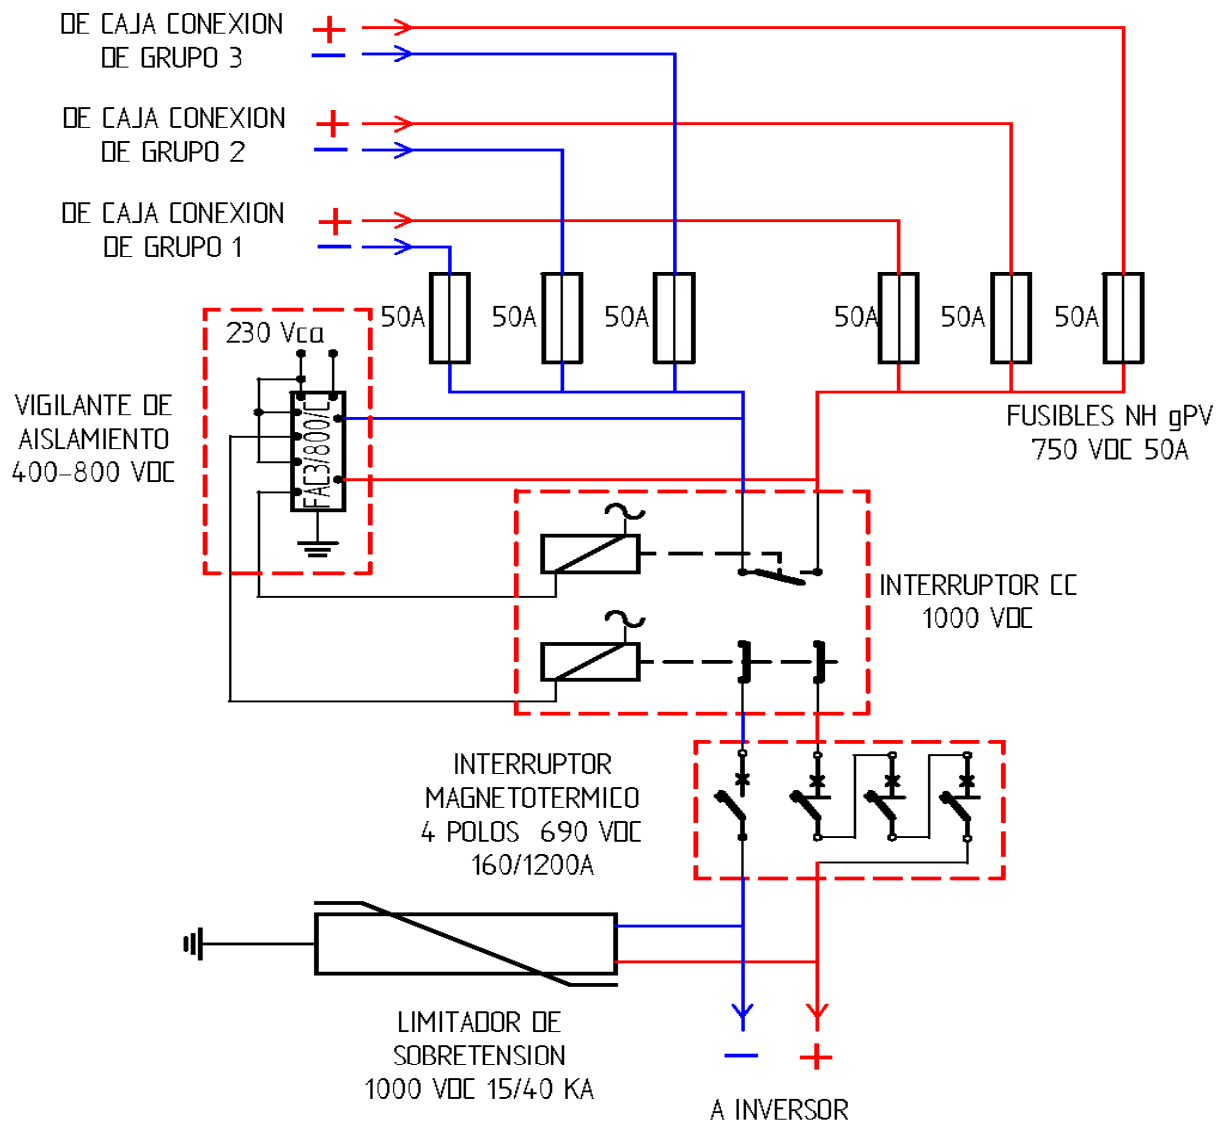 DE CAJA CONEXION
DE GRUPO 3
DE CAJA CONEXION
DE GRUPO 2
DE CAJA CONEXION
DE GRUPO 1
50A
50A
50A
50A
50A
50A
230 Vca
VIGILANTE DE
AISLAMIENTO
400-800 VDC
FAC3/800/L
FUSIBLES NH gPV
750 VDC 50A
INTERRUPTOR CC
1000 VDC
INTERRUPTOR
MAGNETOTERMICO
4 POLOS 690 VDC
160/1200A
LIMITADOR DE
SOBRETENSION
1000 VDC 15/40 KA
A INVERSOR